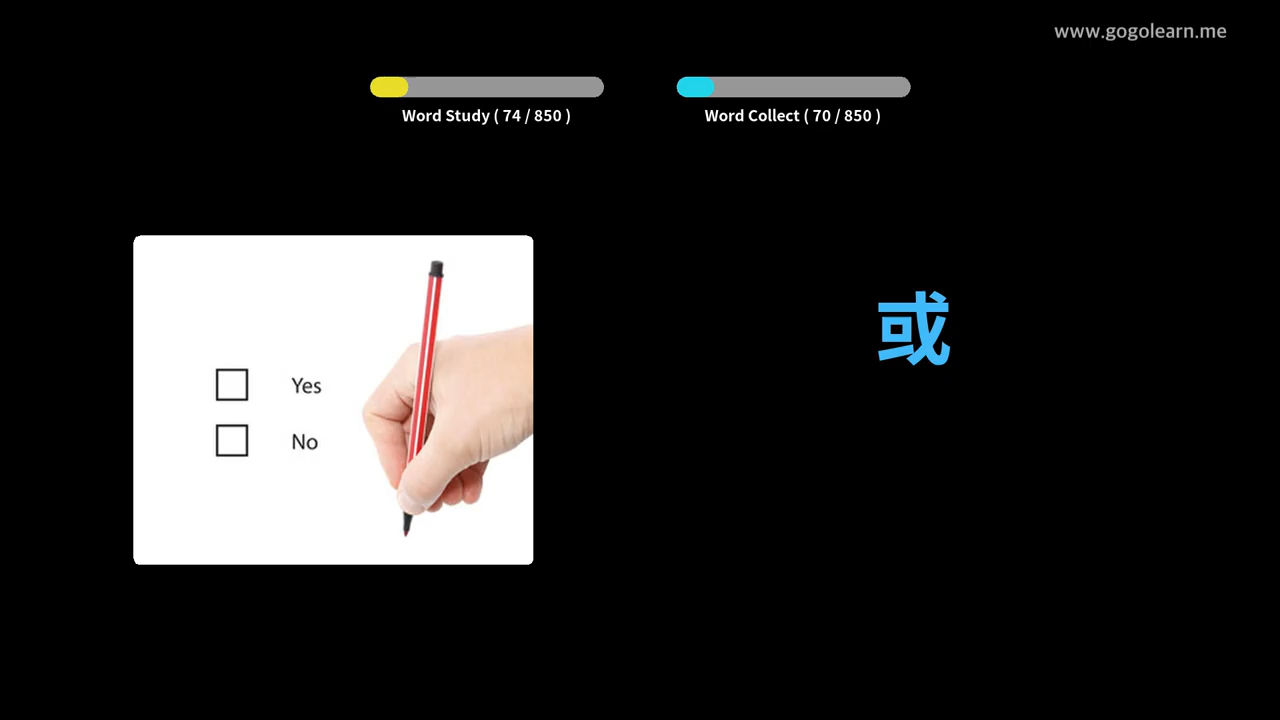 www.gogolearn.me
Word Study ( 74 / 850 )
Word Collect ( 70 / 850 )
或
Yes
No